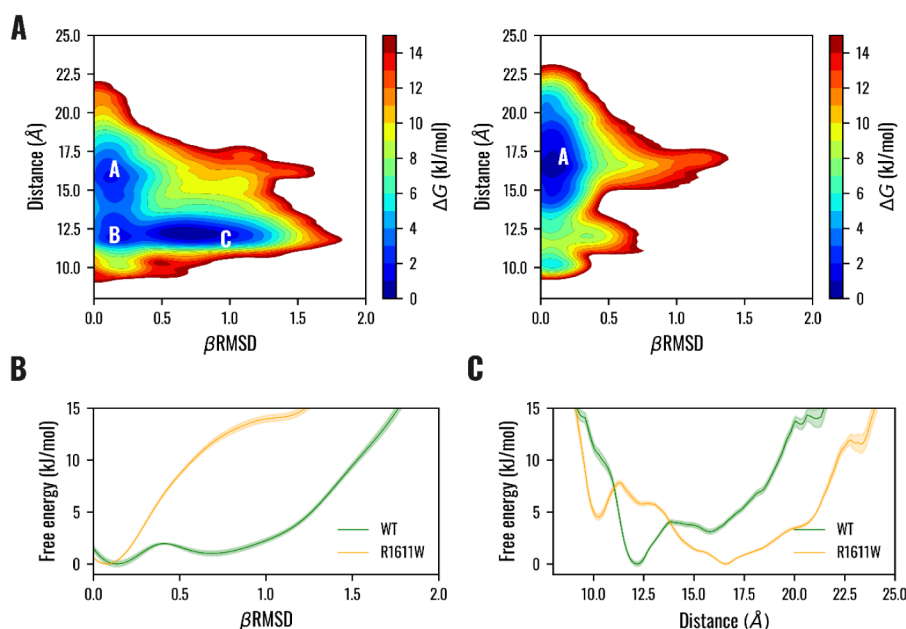 A
25.0
22.5
20.0
17.5
15.0
12.5
10.0
Distance (Å)
A
B
C
0.0 0.5 1.0 1.5 2.0
βRMSD
14
12
10
8
6
4
2
0
ΔG (kJ/mol)
25.0
22.5
20.0
17.5
15.0
12.5
10.0
Distance (Å)
A
0.0 0.5 1.0 1.5 2.0
βRMSD
14
12
10
8
6
4
2
0
ΔG (kJ/mol)
B
15
10
5
0
Free energy (kJ/mol)
WT
R1611W
0.0 0.5 1.0 1.5 2.0
βRMSD
C
15
10
5
0
Free energy (kJ/mol)
WT
R1611W
10.0 12.5 15.0 17.5 20.0 22.5 25.0
Distance (Å)